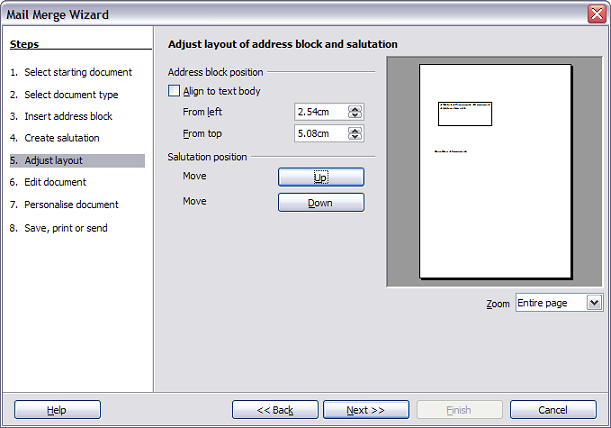 Mail Merge Wizard
Steps
1. Select starting document
2. Select document type
3. Insert address block
4. Create salutation
5. Adjust layout
6. Edit document
7. Personalise document
8. Save, print or send
Adjust layout of address block and salutation
Address block position
Align to text body
From left 2.54cm
From top 5.08cm
Salutation position
Move Up
Move Down
Zoom Entire page
Help << Back Next >> Finish Cancel